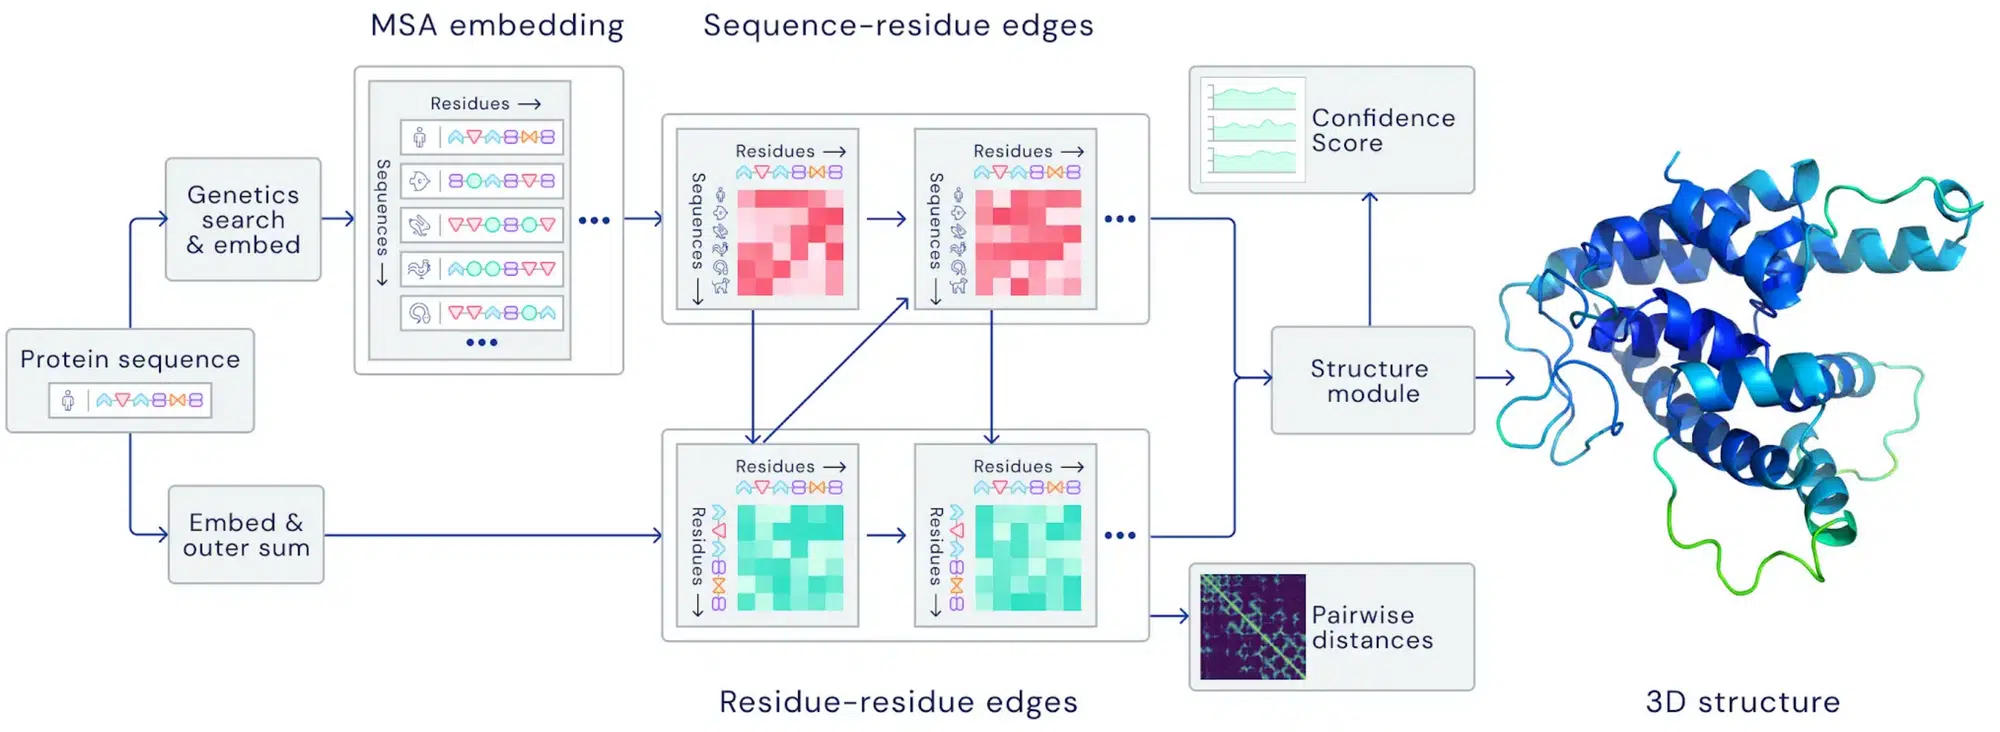 MSA embedding
Sequence-residue edges
Residues →
Sequences →
Genetics
search
& embed
Protein sequence
Embed &
outer sum
Residues →
Sequences →
Residues →
Sequences →
Residues →
Residues →
Residues →
Residues →
Confidence
Score
Structure
module
Pairwise
distances
Residue-residue edges
3D structure